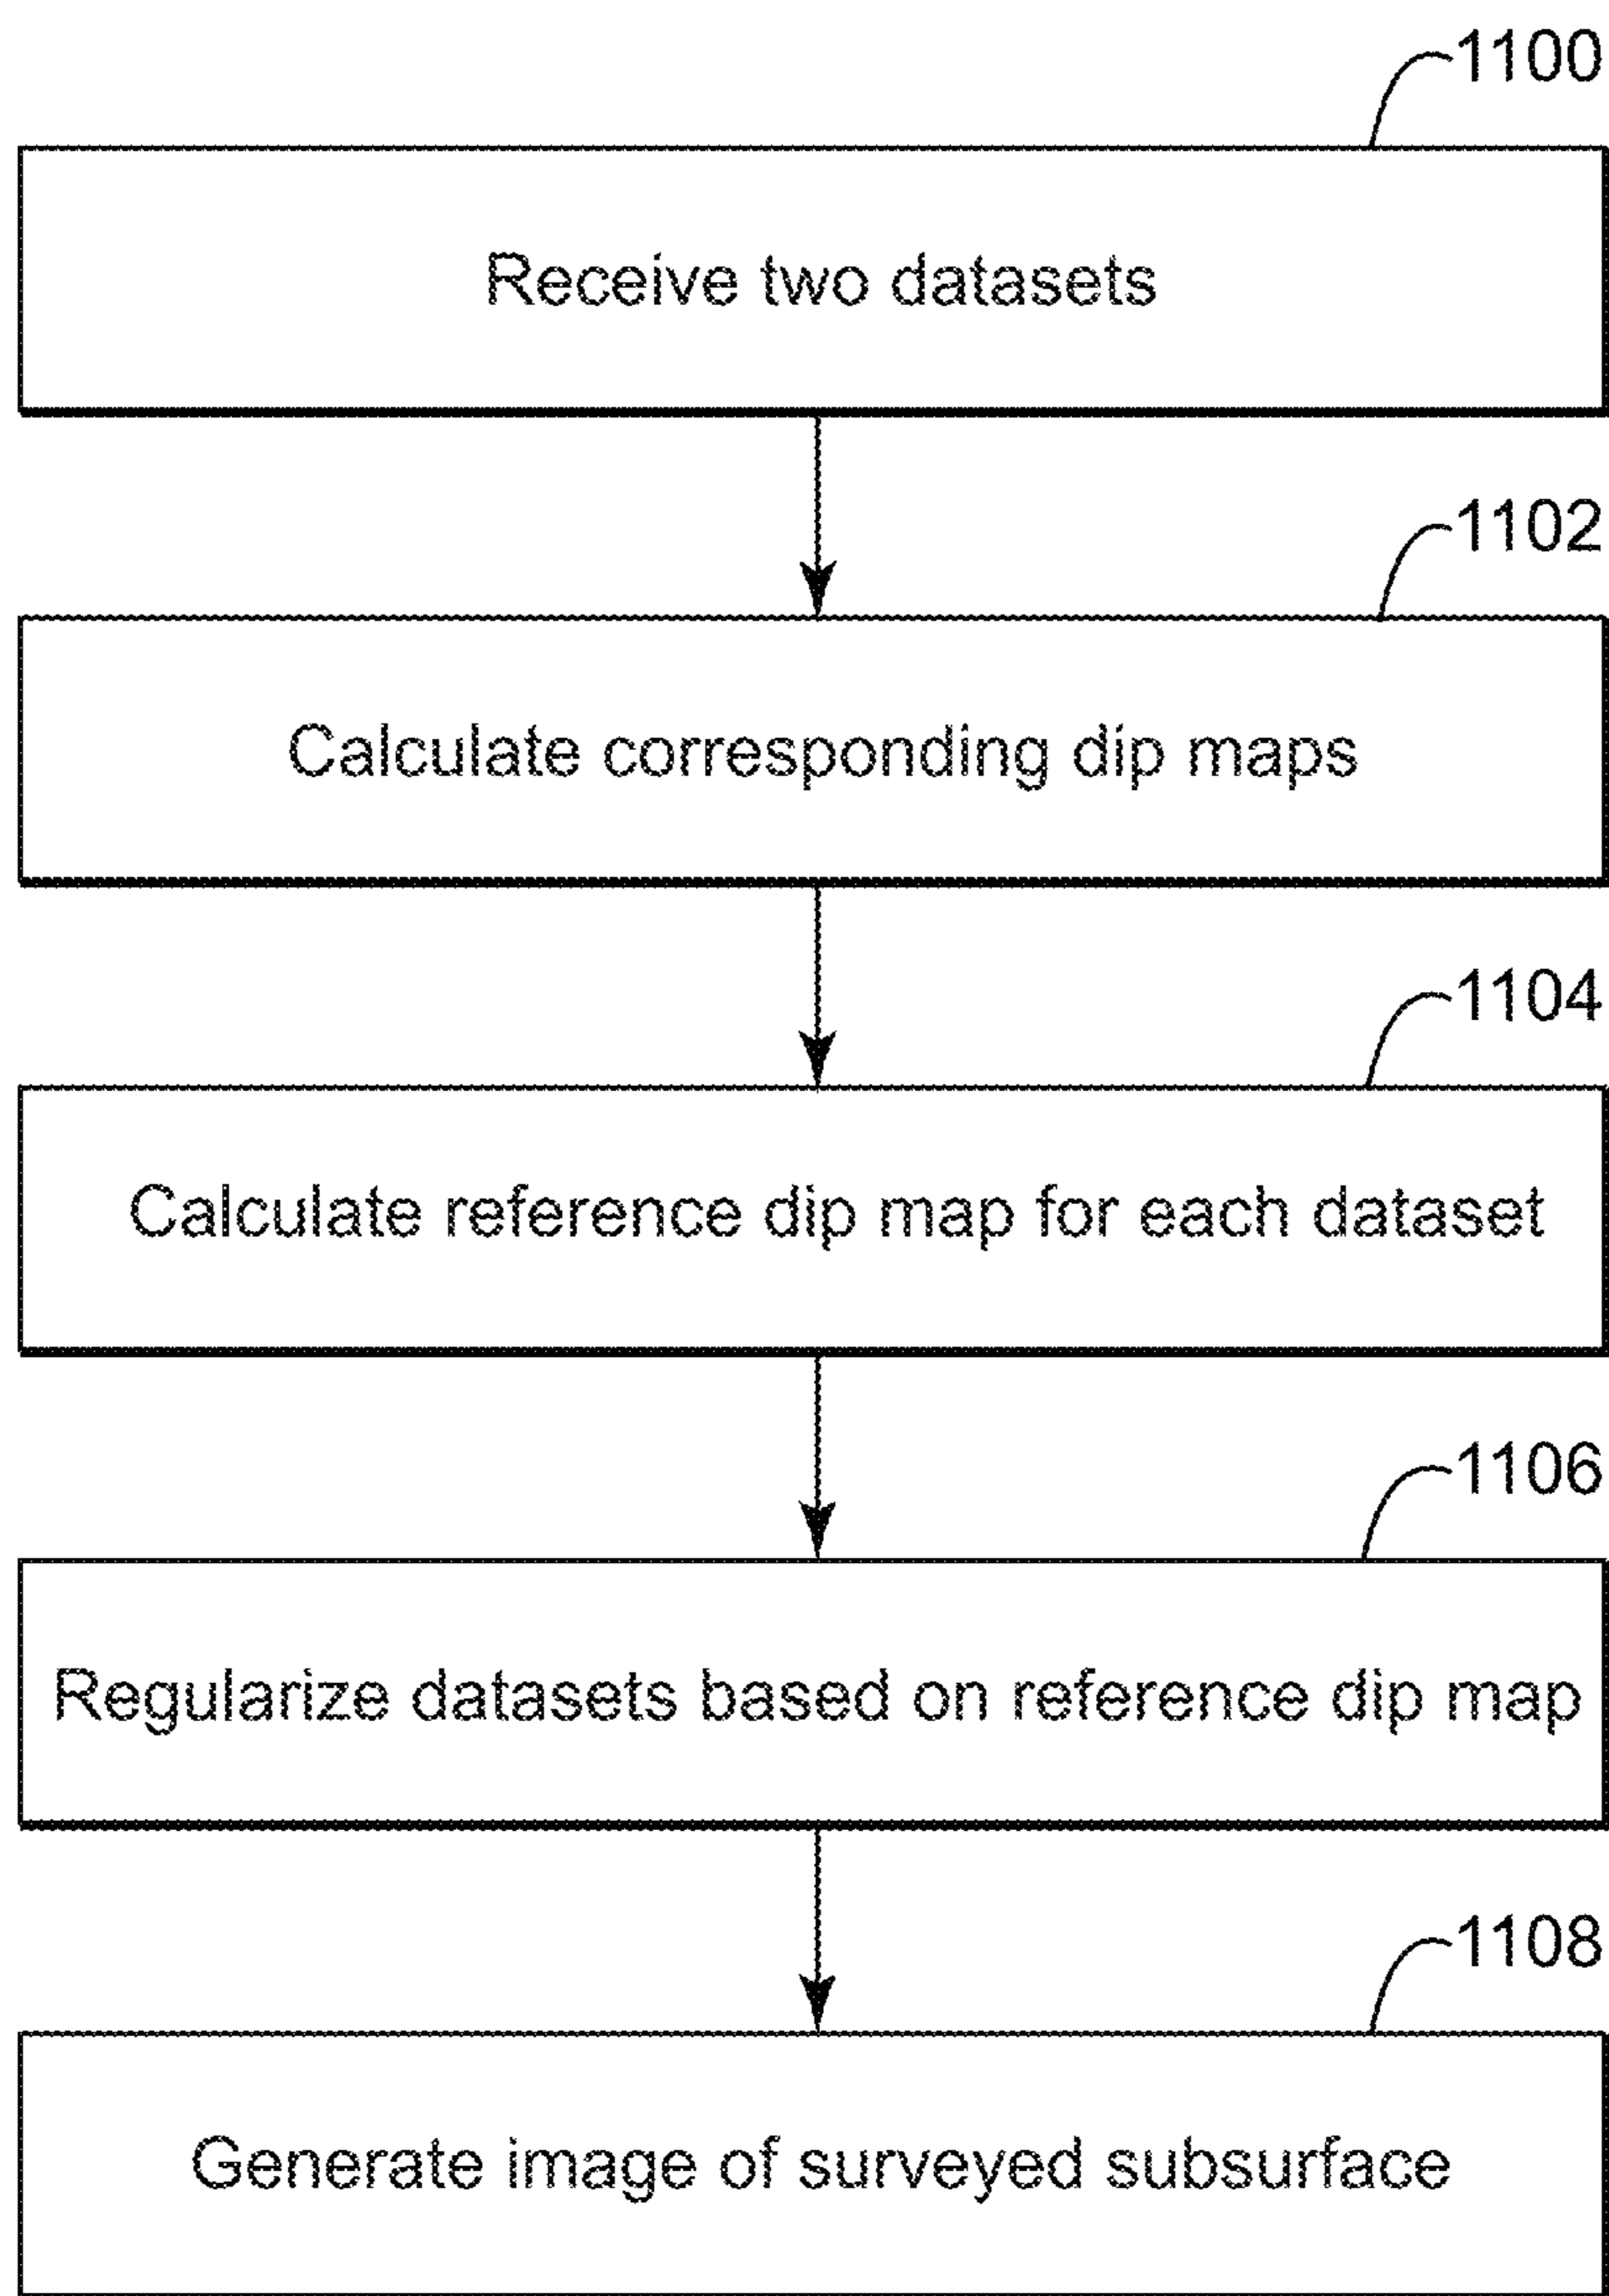 1100
Receive two datasets
1102
Calculate corresponding dip maps
1104
Calculate reference dip map for each dataset
1106
Regularize datasets based on reference dip map
1108
Generate image of surveyed subsurface